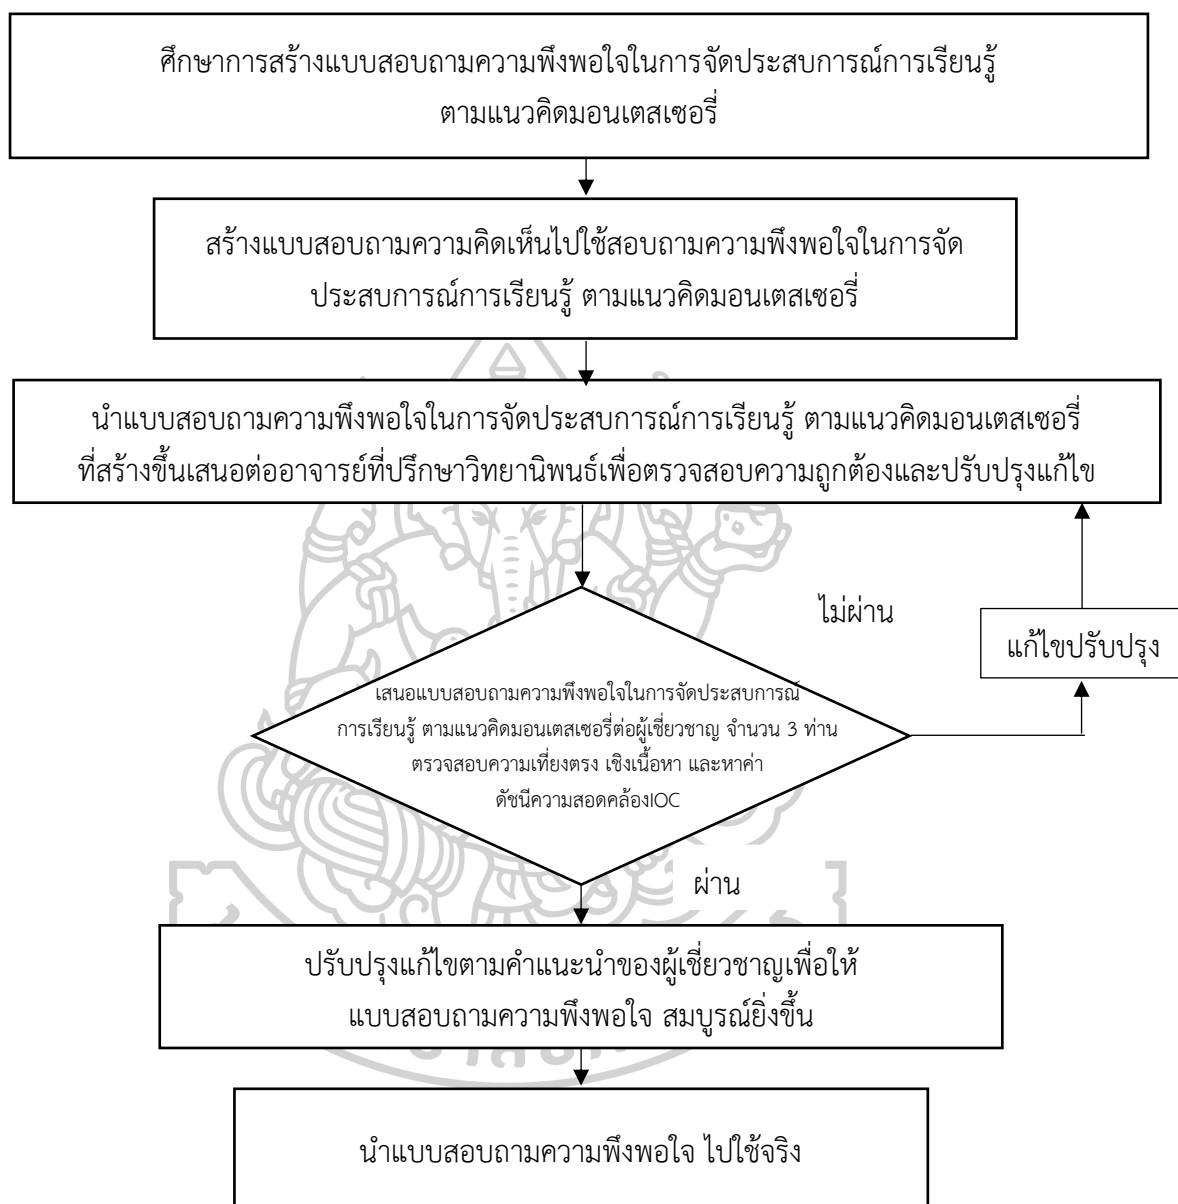 ศึกษาการสร้างแบบสอบถามความพึงพอใจในการจัดประสบการณ์การเรียนรู้
ตามแนวคิดมอนเตสเซอรี่
สร้างแบบสอบถามความคิดเห็นไปใช้สอบถามความพึงพอใจในการจัด
ประสบการณ์การเรียนรู้ ตามแนวคิดมอนเตสเซอรี่
นำแบบสอบถามความพึงพอใจในการจัดประสบการณ์การเรียนรู้ ตามแนวคิดมอนเตสเซอรี่
ที่สร้างขึ้นเสนอต่ออาจารย์ที่ปรึกษาวิทยานิพนธ์เพื่อตรวจสอบความถูกต้องและปรับปรุงแก้ไข
ไม่ผ่าน
แก้ไขปรับปรุง
เสนอแบบสอบถามความพึงพอใจในการจัดประสบการณ์
การเรียนรู้ ตามแนวคิดมอนเตสเซอรี่ต่อผู้เชี่ยวชาญ จำนวน 3 ท่าน
ตรวจสอบความเที่ยงตรง เชิงเนื้อหา และหาค่า
ดัชนีความสอดคล้องIOC
ผ่าน
ปรับปรุงแก้ไขตามคำแนะนำของผู้เชี่ยวชาญเพื่อให้
แบบสอบถามความพึงพอใจ สมบูรณ์ยิ่งขึ้น
นำแบบสอบถามความพึงพอใจ ไปใช้จริง